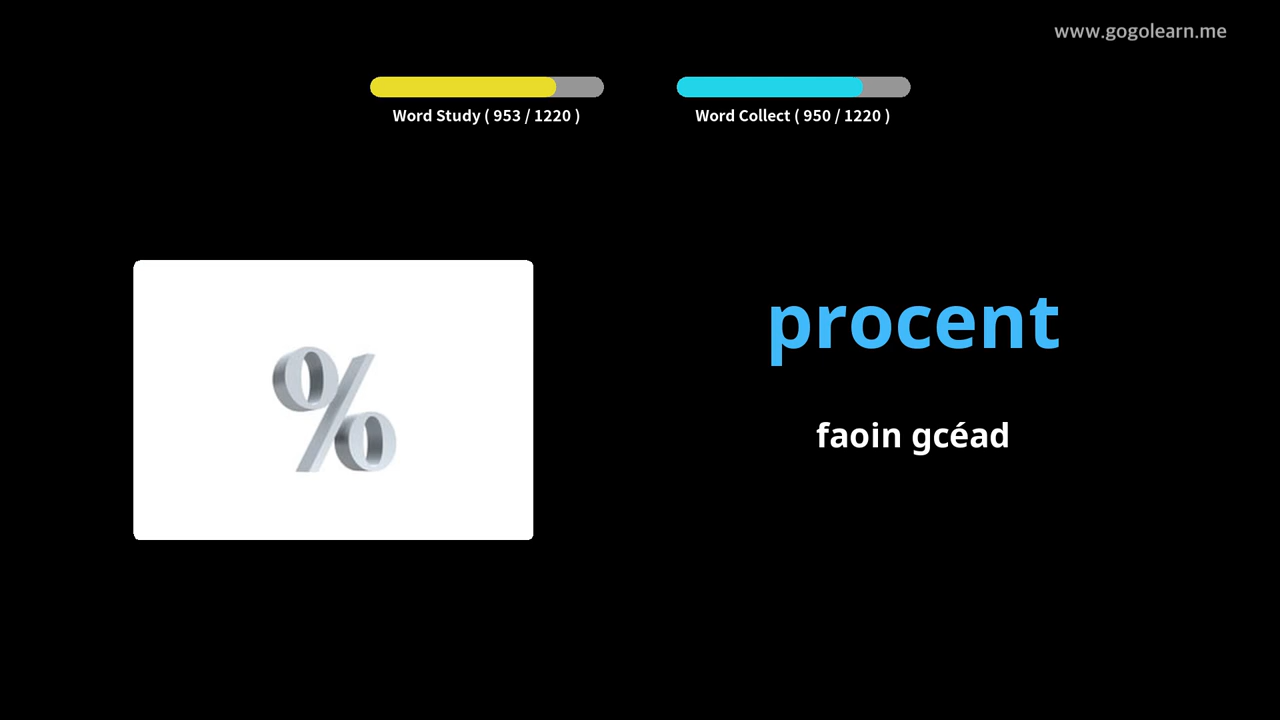 www.gogolearn.me
Word Study ( 953 / 1220 )
Word Collect ( 950 / 1220 )
%
procent
faoin gcéad